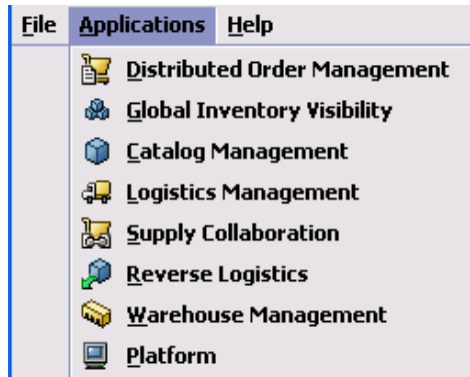 File Applications Help
Distributed Order Management
Global Inventory Visibility
Catalog Management
Logistics Management
Supply Collaboration
Reverse Logistics
Warehouse Management
Platform